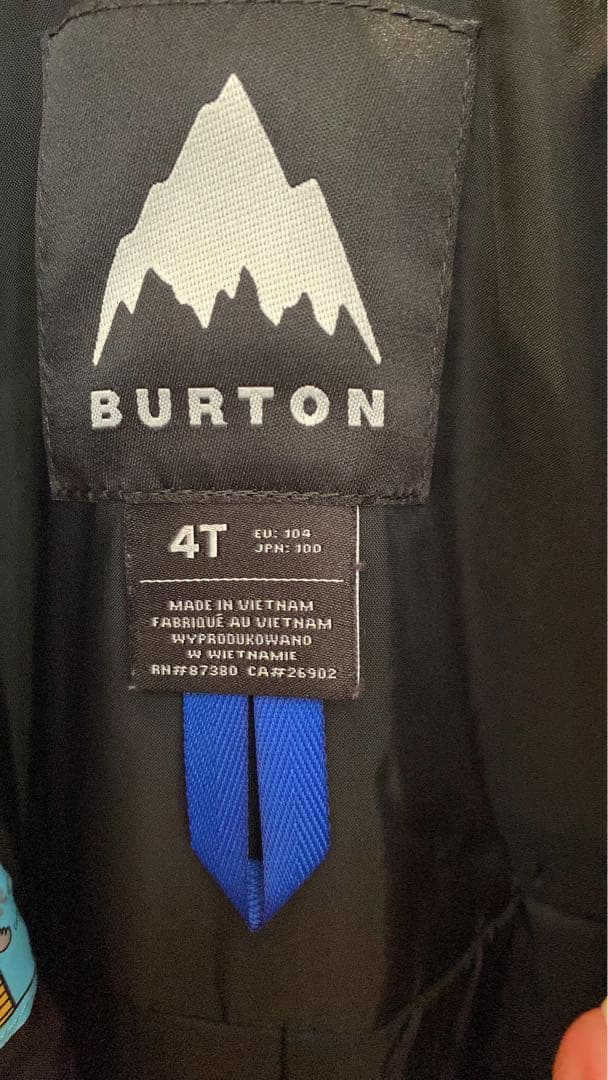 BURTON
4T
EU: 104
JPN: 100
MADE IN VIETNAM
FABRIQUÉ AU VIETNAM
WYPRODUKOWANO
W WIETNAMIE
RN#87380 CA#26902